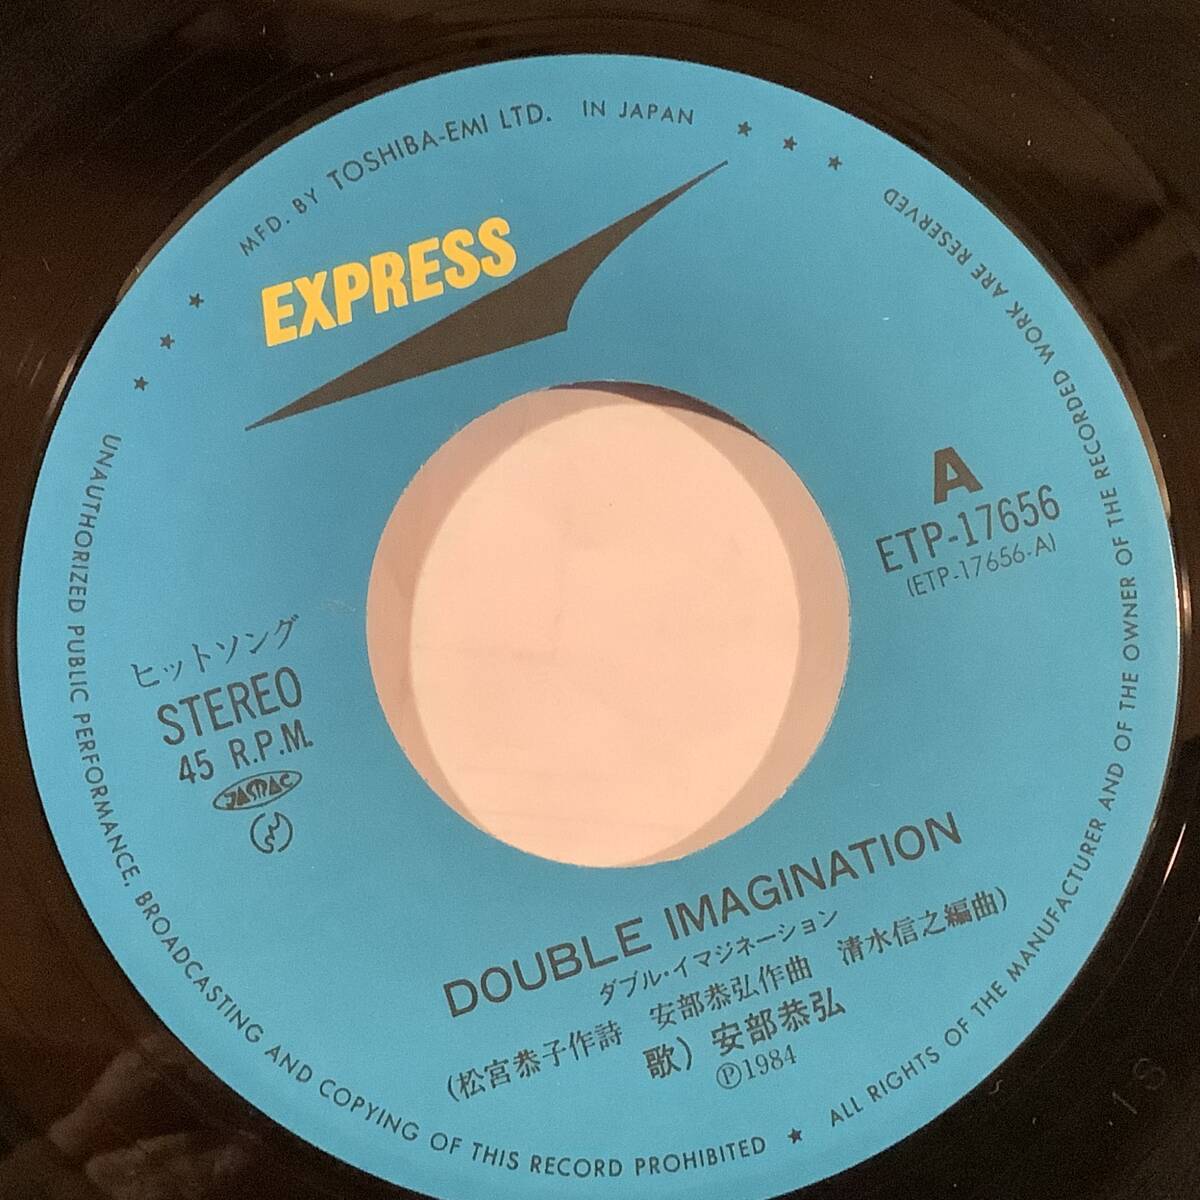 MFD. BY TOSHIBA-EMI LTD. IN JAPAN ★ ★ ★
ALL RIGHTS OF THE MANUFACTURER AND OF THE OWNER OF THE RECORDED WORK ARE RESERVED
★ ★ ★ UNAUTHORIZED PUBLIC PERFORMANCE, BROADCASTING AND COPYING OF THIS RECORD PROHIBITED ★
EXPRESS
A
ETP-17656
(ETP-17656-A)
ヒットソング
STEREO
45 R.P.M.
JASRAC
DOUBLE IMAGINATION
ダブル・イマジネーション
(松宮恭子作詩 安部恭弘作曲 清水信之編曲)
歌) 安部恭弘
Ⓟ1984